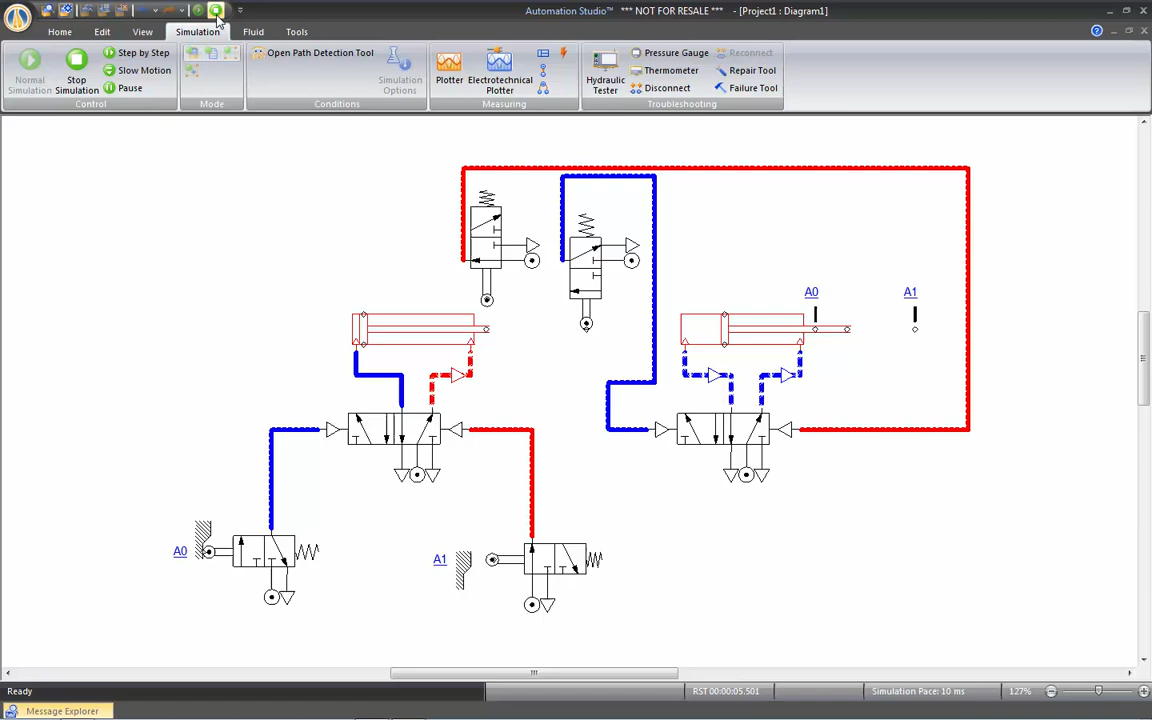 Automation Studio™ *** NOT FOR RESALE *** - [Project1 : Diagram1]
Home Edit View Simulation Fluid Tools
Normal Simulation
Stop Simulation
Step by Step
Slow Motion
Pause
Control
Mode
Open Path Detection Tool
Simulation Options
Conditions
Plotter
Electrotechnical Plotter
Measuring
Hydraulic Tester
Pressure Gauge
Thermometer
Disconnect
Reconnect
Repair Tool
Failure Tool
Troubleshooting
A0
A1
A0
A1
Ready
RST 00:00:05.501
Simulation Pace: 10 ms
127%
Message Explorer